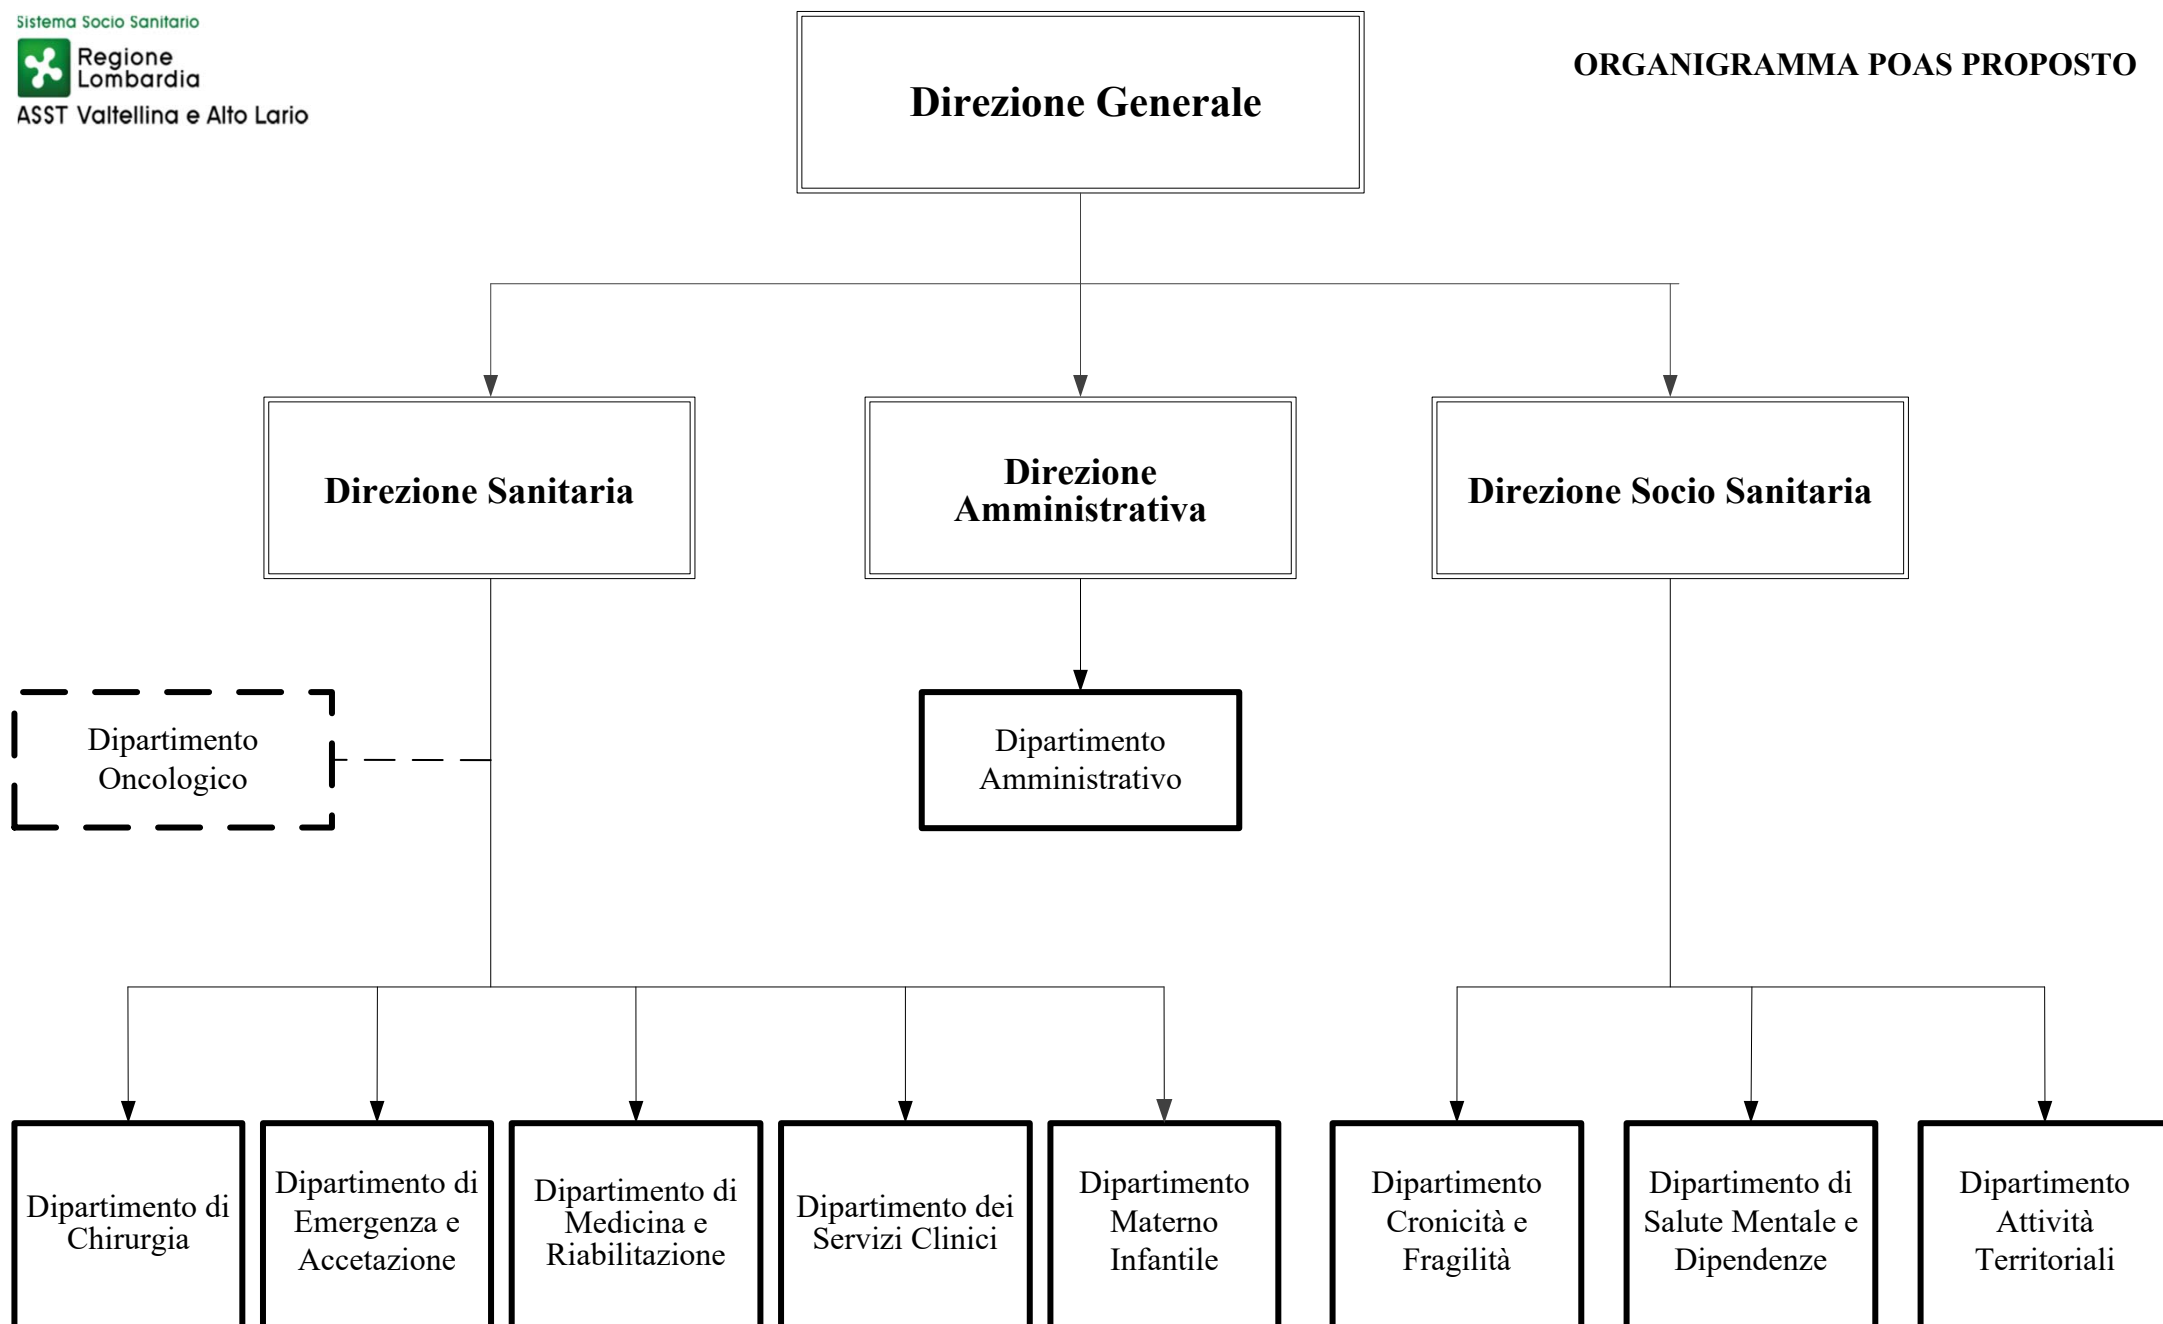 Sistema Socio Sanitario
Regione
Lombardia
ASST Valtellina e Alto Lario
Direzione Generale
ORGANIGRAMMA POAS PROPOSTO
Direzione Sanitaria
Direzione
Amministrativa
Direzione Socio Sanitaria
Dipartimento
Oncologico
Dipartimento
Amministrativo
Dipartimento di
Chirurgia
Dipartimento di
Emergenza e
Accetazione
Dipartimento di
Medicina e
Riabilitazione
Dipartimento dei
Servizi Clinici
Dipartimento
Materno
Infantile
Dipartimento
Cronicità e
Fragilità
Dipartimento di
Salute Mentale e
Dipendenze
Dipartimento
Attività
Territoriali